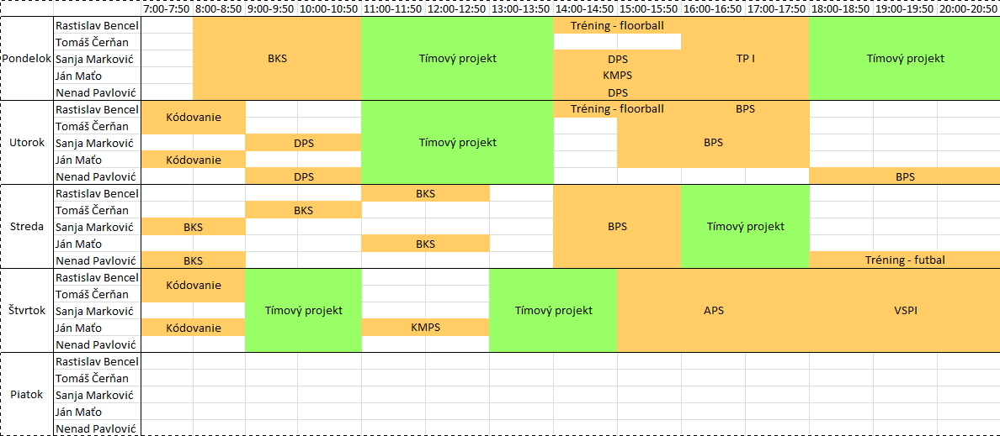 7:00-7:50 8:00-8:50 9:00-9:50 10:00-10:50 11:00-11:50 12:00-12:50 13:00-13:50 14:00-14:50 15:00-15:50 16:00-16:50 17:00-17:50 18:00-18:50 19:00-19:50 20:00-20:50
Rastislav Bencel Tréning - floorball
Tomáš Čerňan
Pondelok Sanja Marković BKS Tímový projekt DPS TP I Tímový projekt
Ján Maťo KMPS
Nenad Pavlović DPS
Rastislav Bencel Kódovanie Tréning - floorball BPS
Tomáš Čerňan
Utorok Sanja Marković DPS Tímový projekt BPS
Ján Maťo Kódovanie
Nenad Pavlović DPS BPS
Rastislav Bencel BKS
Tomáš Čerňan BKS
Streda Sanja Marković BKS BPS Tímový projekt
Ján Maťo BKS
Nenad Pavlović BKS Tréning - futbal
Rastislav Bencel Kódovanie
Tomáš Čerňan
Štvrtok Sanja Marković Tímový projekt Tímový projekt APS VSPI
Ján Maťo Kódovanie KMPS
Nenad Pavlović
Rastislav Bencel
Tomáš Čerňan
Piatok Sanja Marković
Ján Maťo
Nenad Pavlović